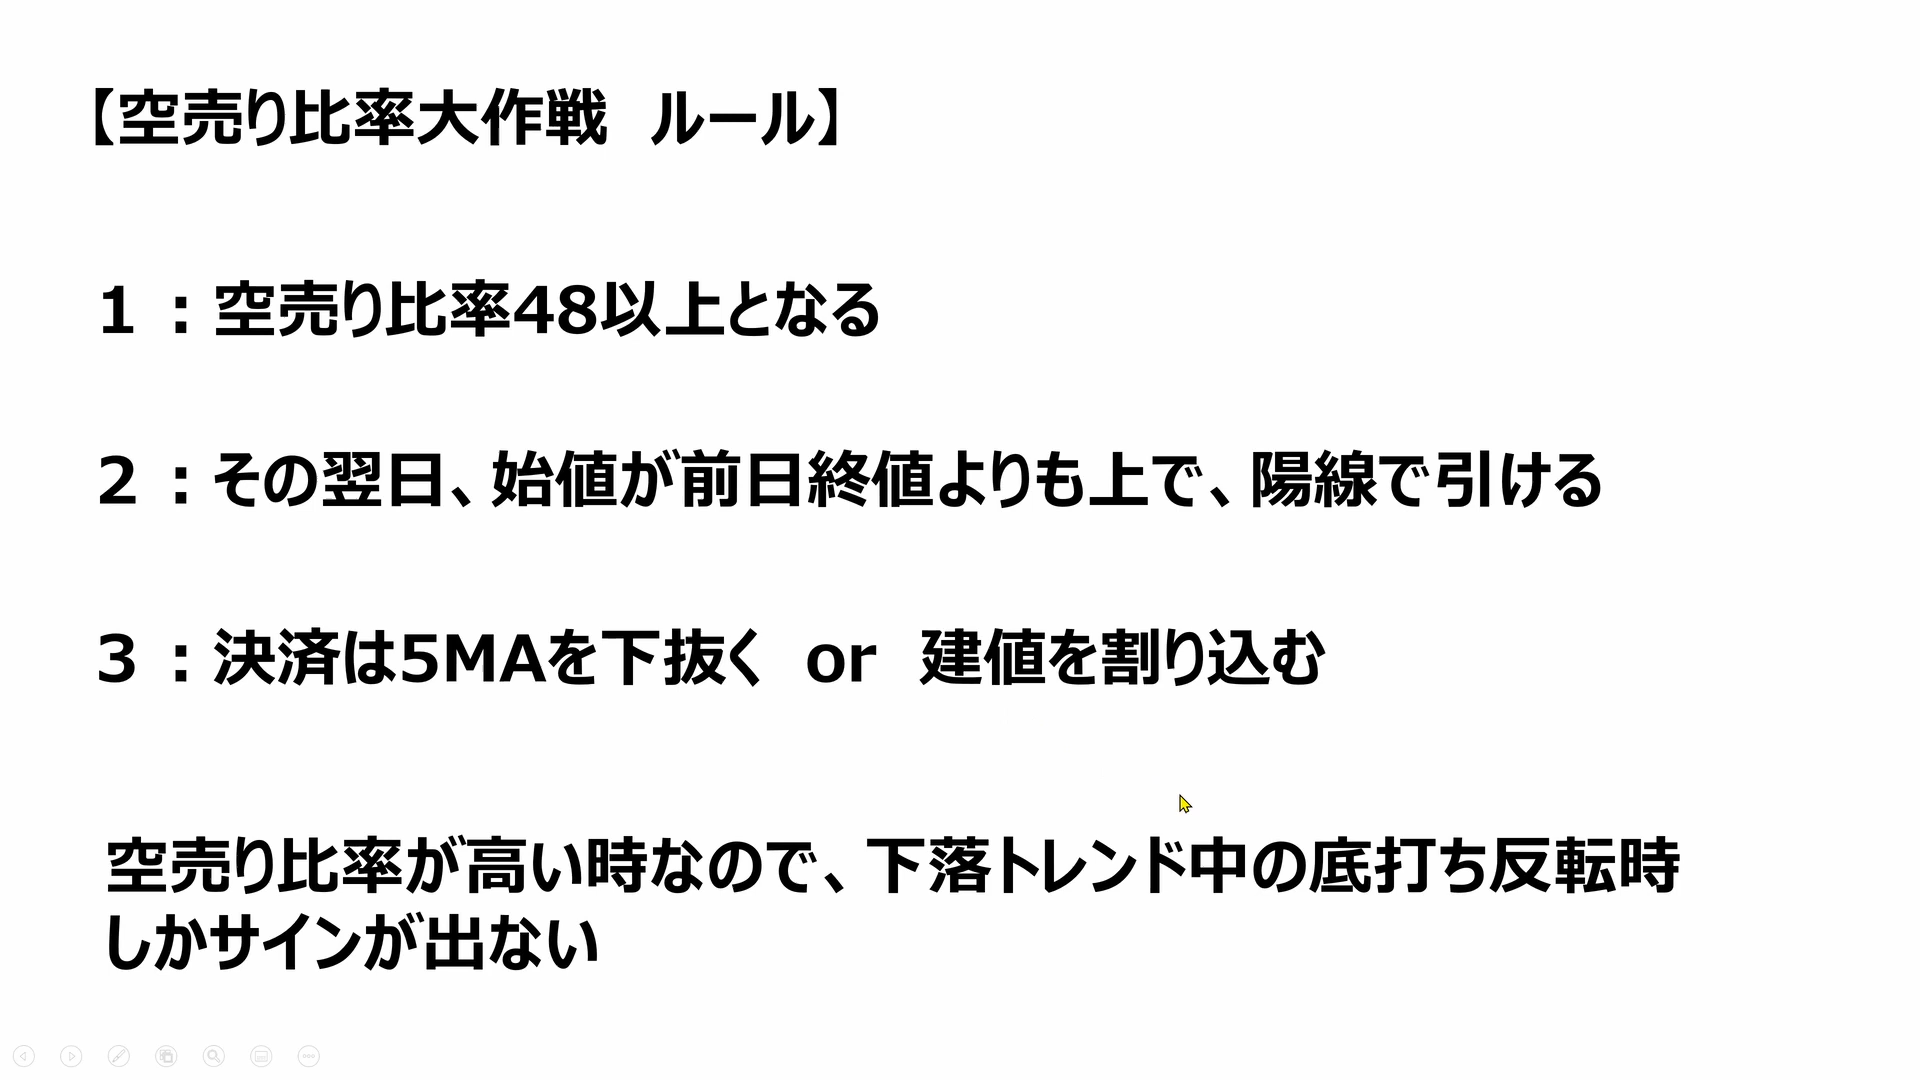 【空売り比率大作戦　ルール】
１：空売り比率48以上となる
２：その翌日、始値が前日終値よりも上で、陽線で引ける
３：決済は5MAを下抜く　or　建値を割り込む
空売り比率が高い時なので、下落トレンド中の底打ち反転時
しかサインが出ない